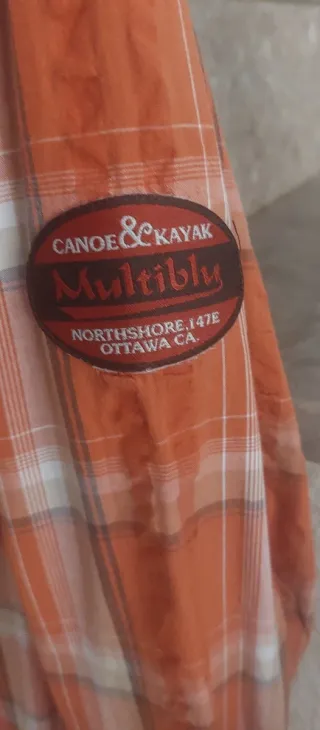 CANOE & KAYAK
Multibly
NORTHSHORE,147E
OTTAWA CA.